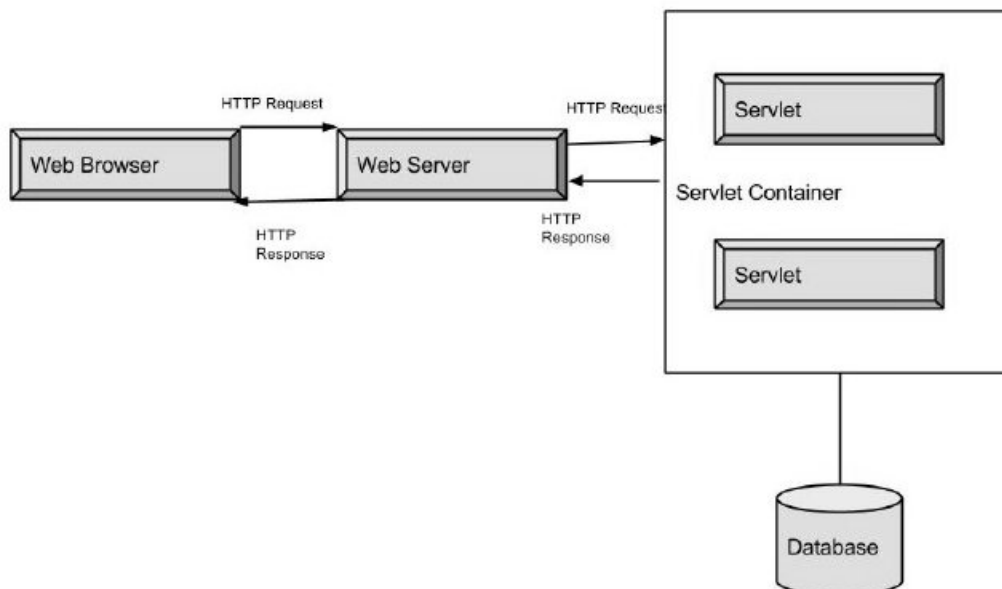 HTTP Request
HTTP Request
Servlet
Web Browser
Web Server
Servlet Container
HTTP
Response
HTTP
Response
Servlet
Database